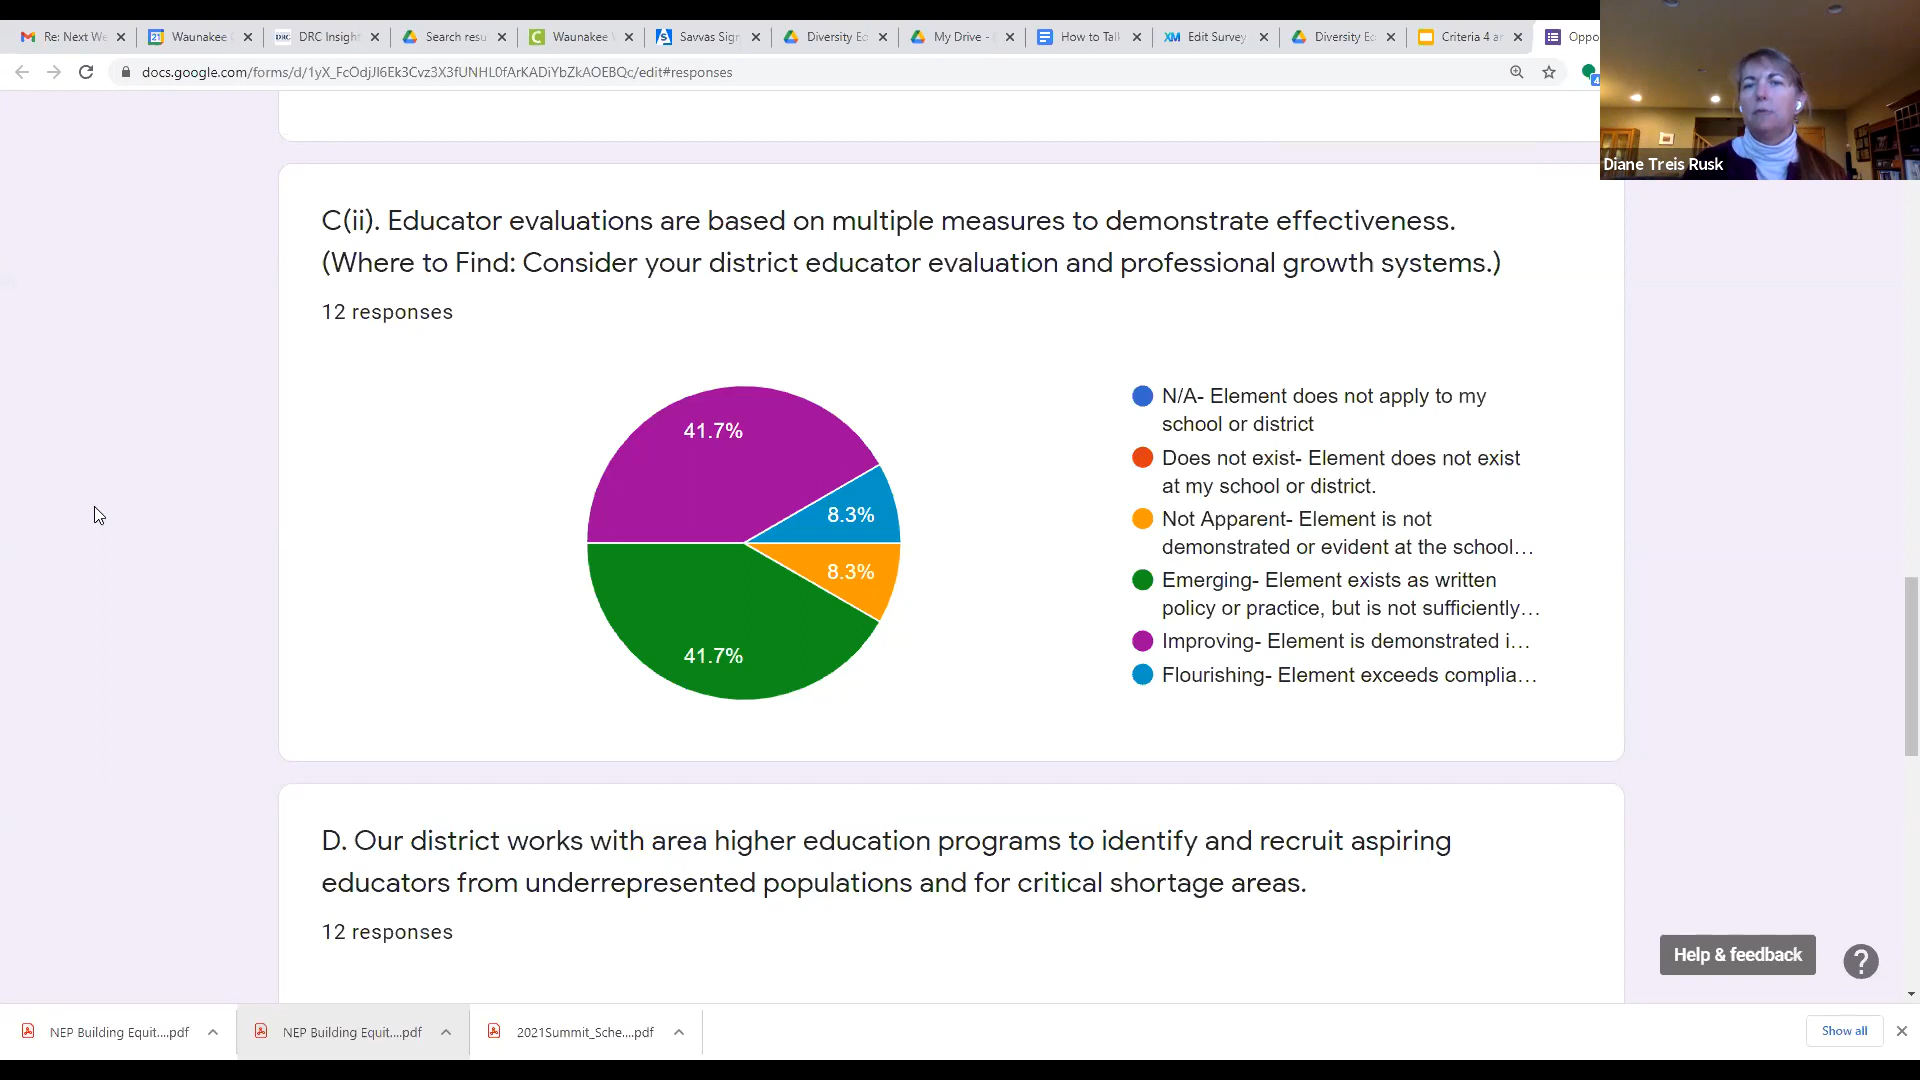 Re: Next We
Waunakee
DRC Insight
Search resu
Waunakee
Savvas Sign
Diversity Eq
My Drive -
How to Talk
Edit Survey
Diversity Eq
Criteria 4 an
Oppo
docs.google.com/forms/d/1yX_FcOdjJI6Ek3Cvz3X3fUNHL0fArKADiYbZkAOEBQc/edit#responses
Diane Treis Rusk
C(ii). Educator evaluations are based on multiple measures to demonstrate effectiveness.
(Where to Find: Consider your district educator evaluation and professional growth systems.)
12 responses
41.7%
8.3%
8.3%
41.7%
N/A- Element does not apply to my
school or district
Does not exist- Element does not exist
at my school or district.
Not Apparent- Element is not
demonstrated or evident at the school…
Emerging- Element exists as written
policy or practice, but is not sufficiently…
Improving- Element is demonstrated i…
Flourishing- Element exceeds complia…
D. Our district works with area higher education programs to identify and recruit aspiring
educators from underrepresented populations and for critical shortage areas.
12 responses
Help & feedback
NEP Building Equit....pdf
NEP Building Equit....pdf
2021Summit_Sche....pdf
Show all